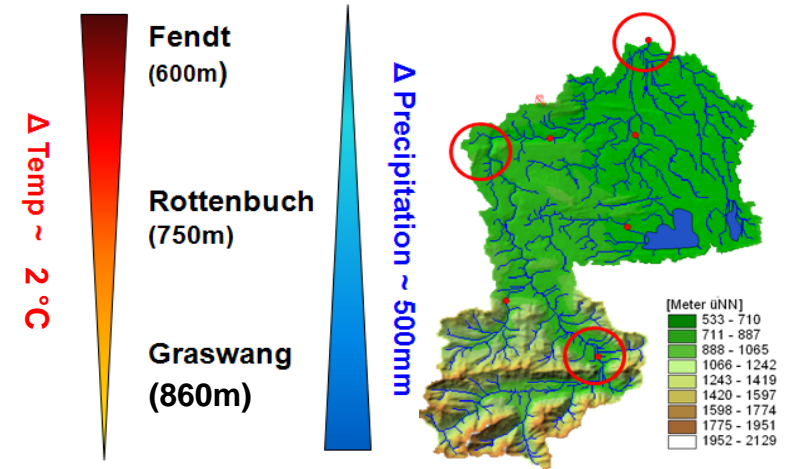 Δ Temp ~ 2 °C
Fendt
(600m)
Rottenbuch
(750m)
Graswang
(860m)
Δ Precipitation ~ 500mm
[Meter üNN]
533 - 710
711 - 887
888 - 1065
1066 - 1242
1243 - 1419
1420 - 1597
1598 - 1774
1775 - 1951
1952 - 2129